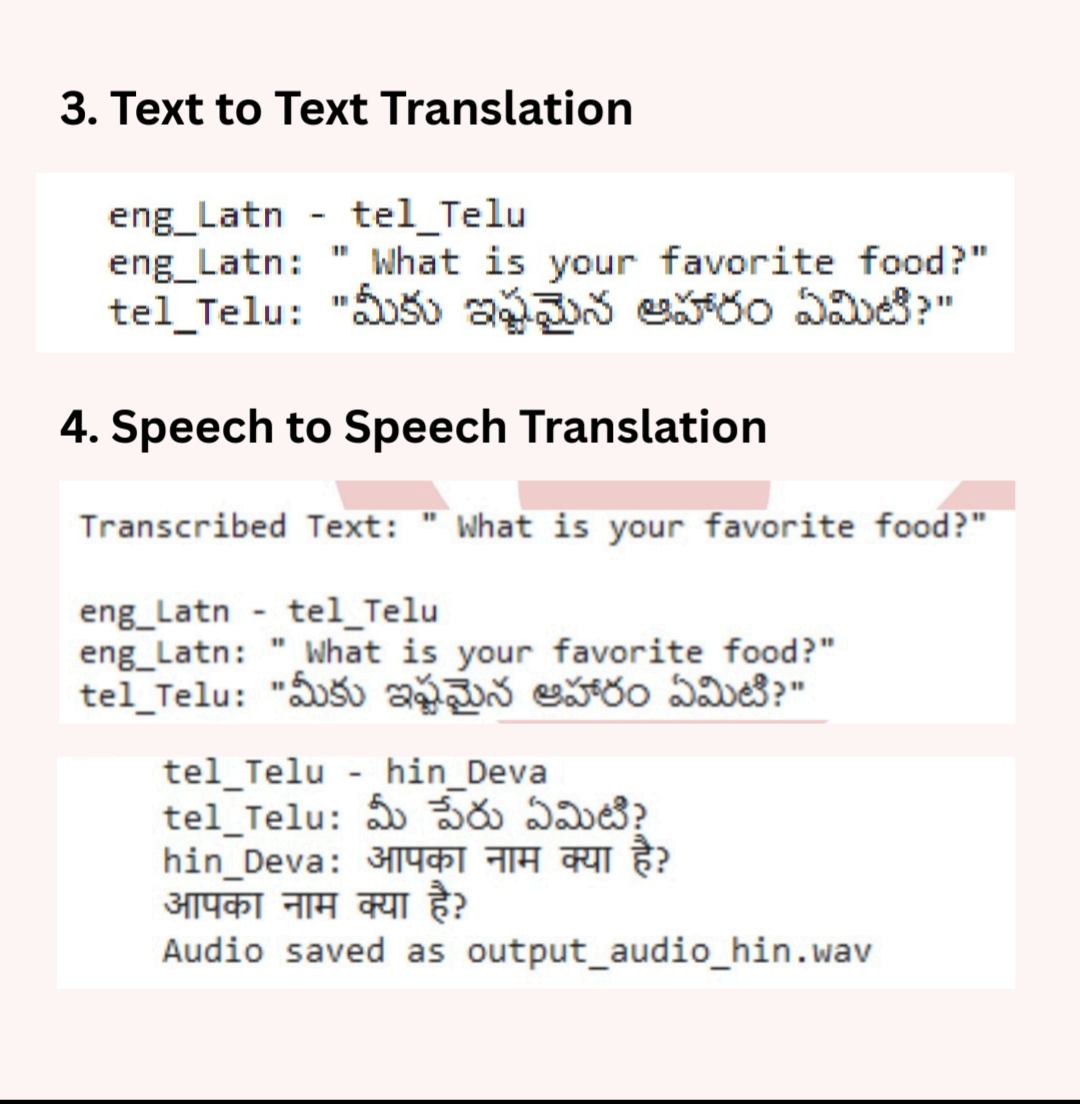 3. Text to Text Translation
eng_Latn - tel_Telu
eng_Latn: " What is your favorite food?"
tel_Telu: "మీకు ఇష్టమైన ఆహారం ఏమిటి?"
4. Speech to Speech Translation
Transcribed Text: " What is your favorite food?"
eng_Latn - tel_Telu
eng_Latn: " What is your favorite food?"
tel_Telu: "మీకు ఇష్టమైన ఆహారం ఏమిటి?"
tel_Telu - hin_Deva
tel_Telu: మీ పేరు ఏమిటి?
hin_Deva: आपका नाम क्या है?
आपका नाम क्या है?
Audio saved as output_audio_hin.wav